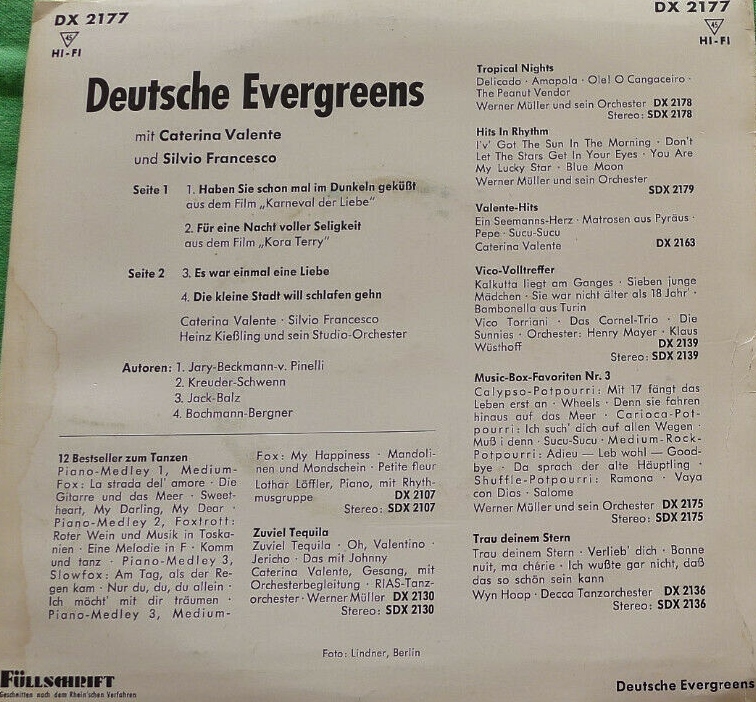 DX 2177
45
HI-FI
DX 2177
45
HI-FI
Deutsche Evergreens
mit Caterina Valente
und Silvio Francesco
Seite 1 1. Haben Sie schon mal im Dunkeln geküßt
aus dem Film „Karneval der Liebe“
2. Für eine Nacht voller Seligkeit
aus dem Film „Kora Terry“
Seite 2 3. Es war einmal eine Liebe
4. Die kleine Stadt will schlafen gehn
Caterina Valente · Silvio Francesco
Heinz Kießling und sein Studio-Orchester
Autoren: 1. Jary-Beckmann-v. Pinelli
2. Kreuder-Schwenn
3. Jack-Balz
4. Bochmann-Bergner
12 Bestseller zum Tanzen
Piano-Medley 1, Medium-
Fox: La strada del' amore · Die
Gitarre und das Meer · Sweet-
heart, My Darling, My Dear ·
Piano-Medley 2, Foxtrott:
Roter Wein und Musik in Toska-
nien · Eine Melodie in F · Komm
und tanz · Piano-Medley 3,
Slowfox: Am Tag, als der Re-
gen kam · Nur du, du, du allein ·
Ich möcht' mit dir träumen ·
Piano-Medley 3, Medium-
Fox: My Happiness · Mandoli-
nen und Mondschein · Petite fleur
Lothar Löffler, Piano, mit Rhyth-
musgruppe DX 2107
Stereo: SDX 2107
Zuviel Tequila
Zuviel Tequila · Oh, Valentino ·
Jericho · Das mit Johnny
Caterina Valente, Gesang, mit
Orchesterbegleitung · RIAS-Tanz-
orchester · Werner Müller DX 2130
Stereo: SDX 2130
Tropical Nights
Delicado · Amapola · Ole! O Cangaceiro ·
The Peanut Vendor
Werner Müller und sein Orchester DX 2178
Stereo: SDX 2178
Hits In Rhythm
I'v' Got The Sun In The Morning · Don't
Let The Stars Get In Your Eyes · You Are
My Lucky Star · Blue Moon
Werner Müller und sein Orchester
SDX 2179
Valente-Hits
Ein Seemanns-Herz · Matrosen aus Pyräus ·
Pepe · Sucu-Sucu
Caterina Valente DX 2163
Vico-Volltreffer
Kalkutta liegt am Ganges · Sieben junge
Mädchen · Sie war nicht älter als 18 Jahr' ·
Bambonella aus Turin
Vico Torriani · Das Cornel-Trio · Die
Sunnies · Orchester: Henry Mayer · Klaus
Wüsthoff DX 2139
Stereo: SDX 2139
Music-Box-Favoriten Nr. 3
Calypso-Potpourri: Mit 17 fängt das
Leben erst an · Wheels · Denn sie fahren
hinaus auf das Meer · Carioca-Pot-
pourri: Ich such' dich auf allen Wegen ·
Muß i denn · Sucu-Sucu · Medium-Rock-
Potpourri: Adieu — Leb wohl — Good-
bye · Da sprach der alte Häuptling ·
Shuffle-Potpourri: Ramona · Vaya
con Dios · Salome
Werner Müller und sein Orchester DX 2175
Stereo: SDX 2175
Trau deinem Stern
Trau deinem Stern · Verlieb' dich · Bonne
nuit, ma chérie · Ich wußte gar nicht, daß
das so schön sein kann
Wyn Hoop · Decca Tanzorchester DX 2136
Stereo: SDX 2136
Foto: Lindner, Berlin
FÜLLSCHRIFT
Geschnitten nach dem Rhein'schen Verfahren
Deutsche Evergreens